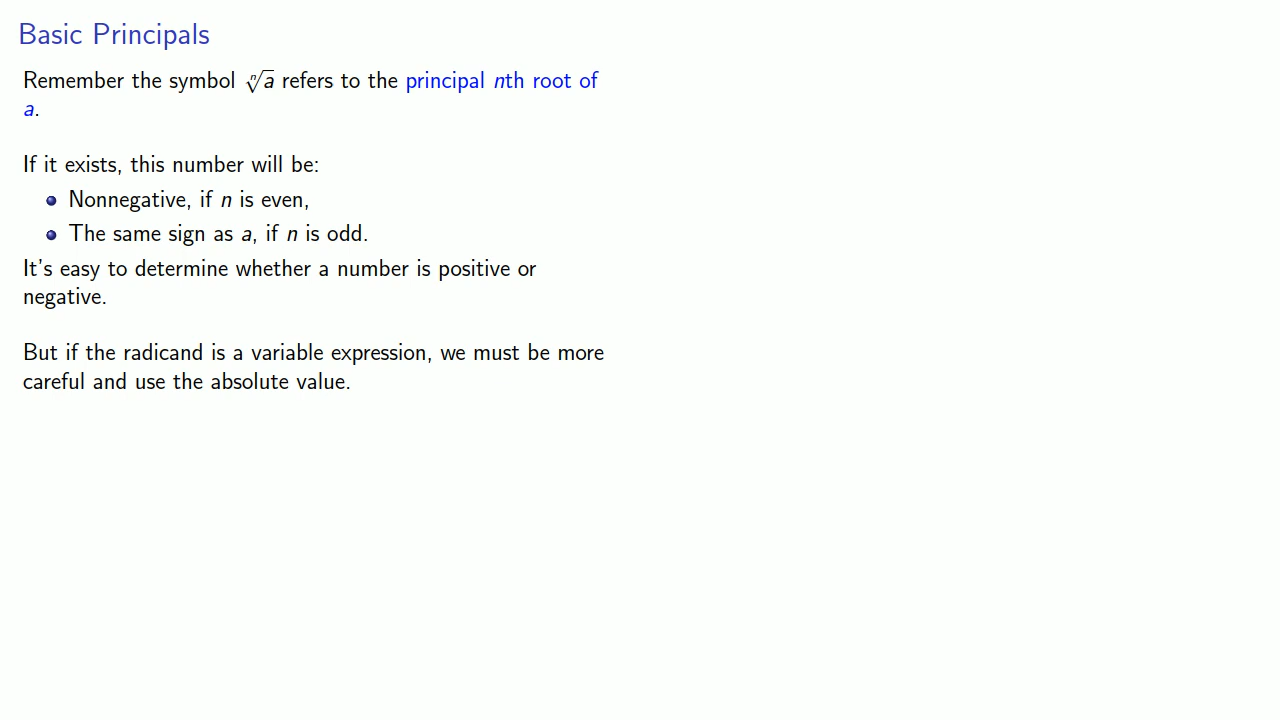 Basic Principals
Remember the symbol ⁿ√a refers to the principal nth root of
a.
If it exists, this number will be:
Nonnegative, if n is even,
The same sign as a, if n is odd.
It's easy to determine whether a number is positive or
negative.
But if the radicand is a variable expression, we must be more
careful and use the absolute value.